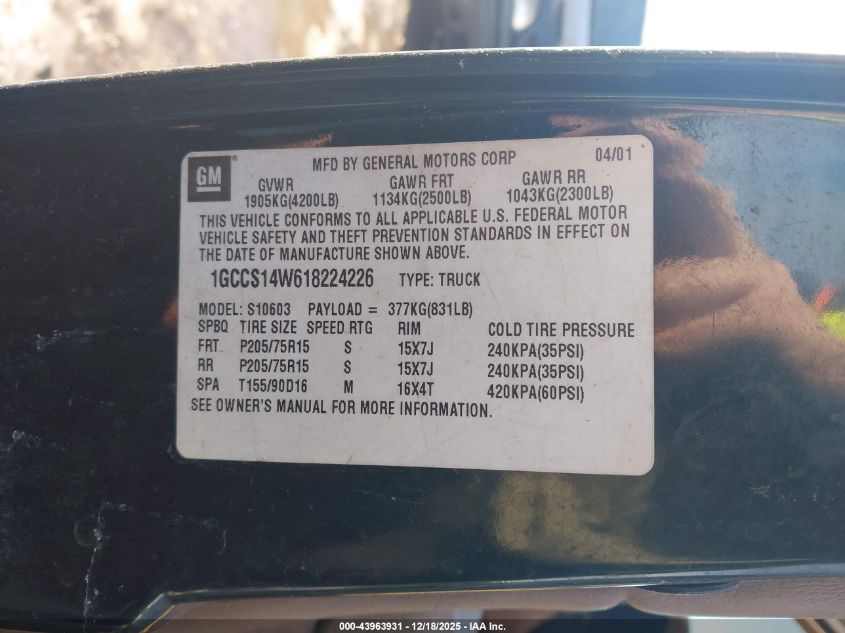 GM
MFD BY GENERAL MOTORS CORP 04/01
GVWR GAWR FRT GAWR RR
1905KG(4200LB) 1134KG(2500LB) 1043KG(2300LB)
THIS VEHICLE CONFORMS TO ALL APPLICABLE U.S. FEDERAL MOTOR
VEHICLE SAFETY AND THEFT PREVENTION STANDARDS IN EFFECT ON
THE DATE OF MANUFACTURE SHOWN ABOVE.
1GCCS14W618224226 TYPE: TRUCK
MODEL: S10603 PAYLOAD = 377KG(831LB)
SPBQ TIRE SIZE SPEED RTG RIM COLD TIRE PRESSURE
FRT P205/75R15 S 15X7J 240KPA(35PSI)
RR P205/75R15 S 15X7J 240KPA(35PSI)
SPA T155/90D16 M 16X4T 420KPA(60PSI)
SEE OWNER'S MANUAL FOR MORE INFORMATION.
000-43963931 - 12/18/2025 - IAA Corp.